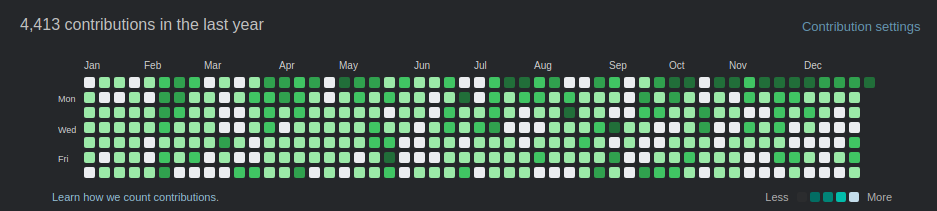 4,413 contributions in the last year
Contribution settings
Jan Feb Mar Apr May Jun Jul Aug Sep Oct Nov Dec
Mon
Wed
Fri
Learn how we count contributions.
Less More